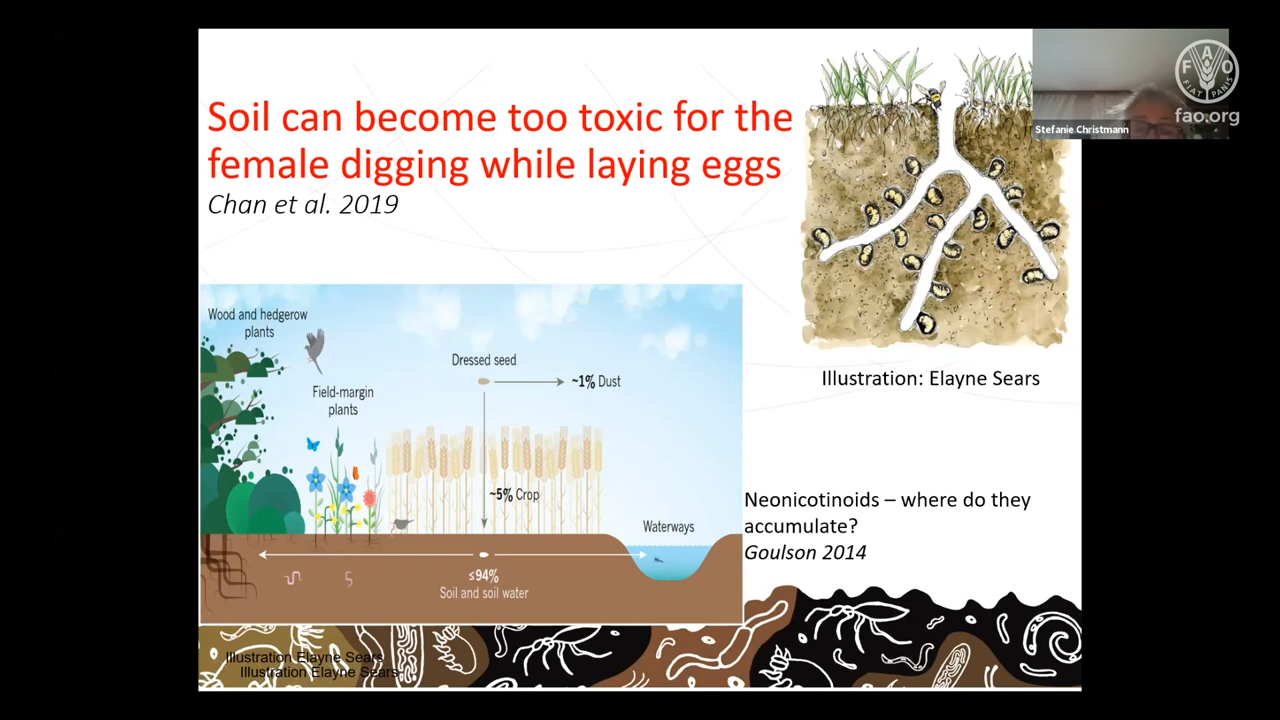 Soil can become too toxic for the
female digging while laying eggs
Chan et al. 2019
F A O
FIAT PANIS
fao.org
Stefanie Christmann
Illustration: Elayne Sears
Wood and hedgerow
plants
Field-margin
plants
Dressed seed
~1% Dust
~5% Crop
Waterways
≤94%
Soil and soil water
Neonicotinoids – where do they
accumulate?
Goulson 2014
Illustration Elayne Sears
Illustration Elayne Sears